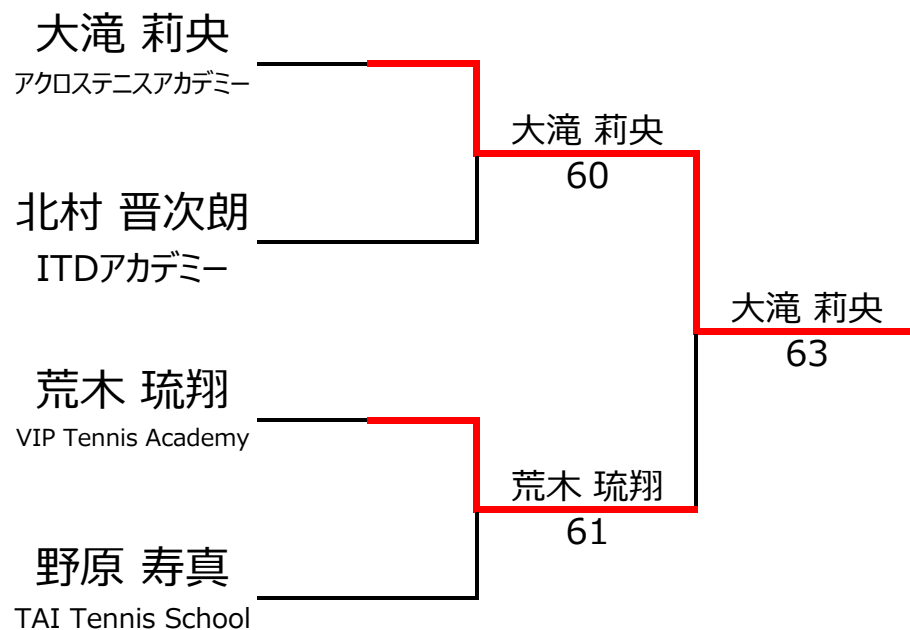 大滝 莉央
アクロステニスアカデミー
大滝 莉央
60
北村 晋次朗
ITDアカデミー
大滝 莉央
63
荒木 琉翔
VIP Tennis Academy
荒木 琉翔
61
野原 寿真
TAI Tennis School